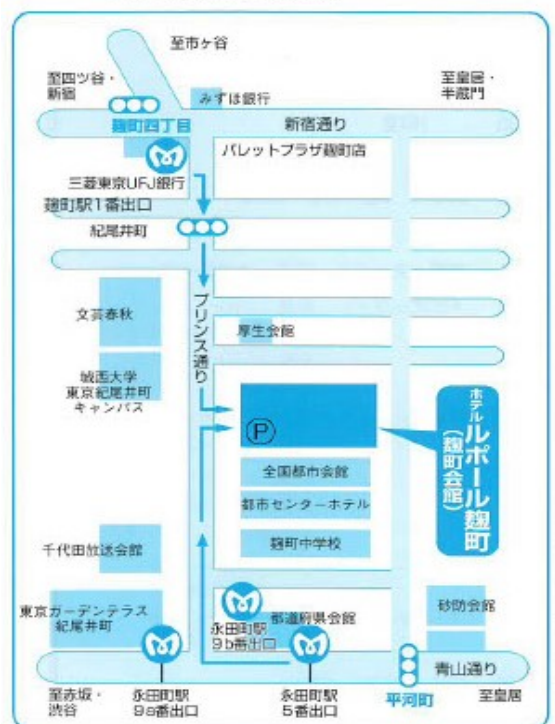 至市ヶ谷
至四ツ谷・
新宿
みずほ銀行
至皇居・
半蔵門
麹町四丁目
新宿通り
パレットプラザ麹町店
三菱東京UFJ銀行
麹町駅1番出口
紀尾井町
プリンス通り
文芸春秋
厚生会館
城西大学
東京紀尾井町
キャンパス
P
ホテル
ルポール麹町
(麹町会館)
全国都市会館
都市センターホテル
麹町中学校
千代田放送会館
東京ガーデンテラス
紀尾井町
永田町駅
9b番出口
都道府県会館
砂防会館
青山通り
至赤坂・
渋谷
永田町駅
9a番出口
永田町駅
5番出口
平河町
至皇居